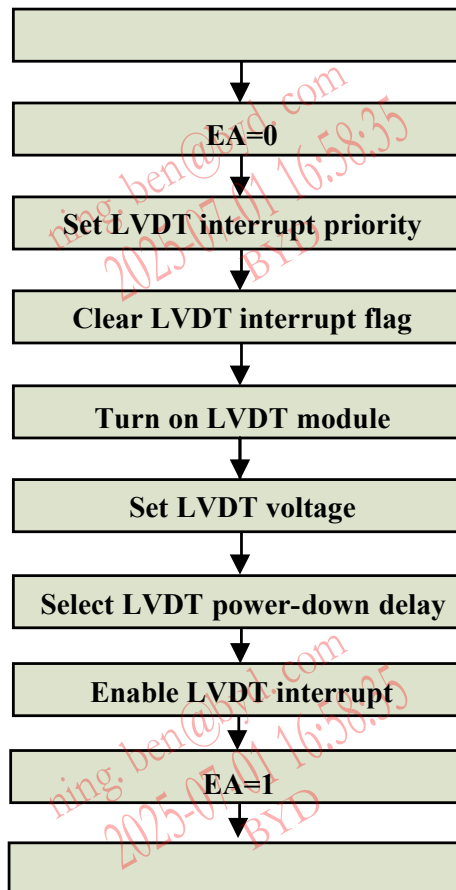 EA=0
Set LVDT interrupt priority
Clear LVDT interrupt flag
Turn on LVDT module
Set LVDT voltage
Select LVDT power-down delay
Enable LVDT interrupt
EA=1
ning. ben@byd. com
2025-07-01 16:58:35
BYD
ning. ben@byd. com
2025-07-01 16:58:35
BYD